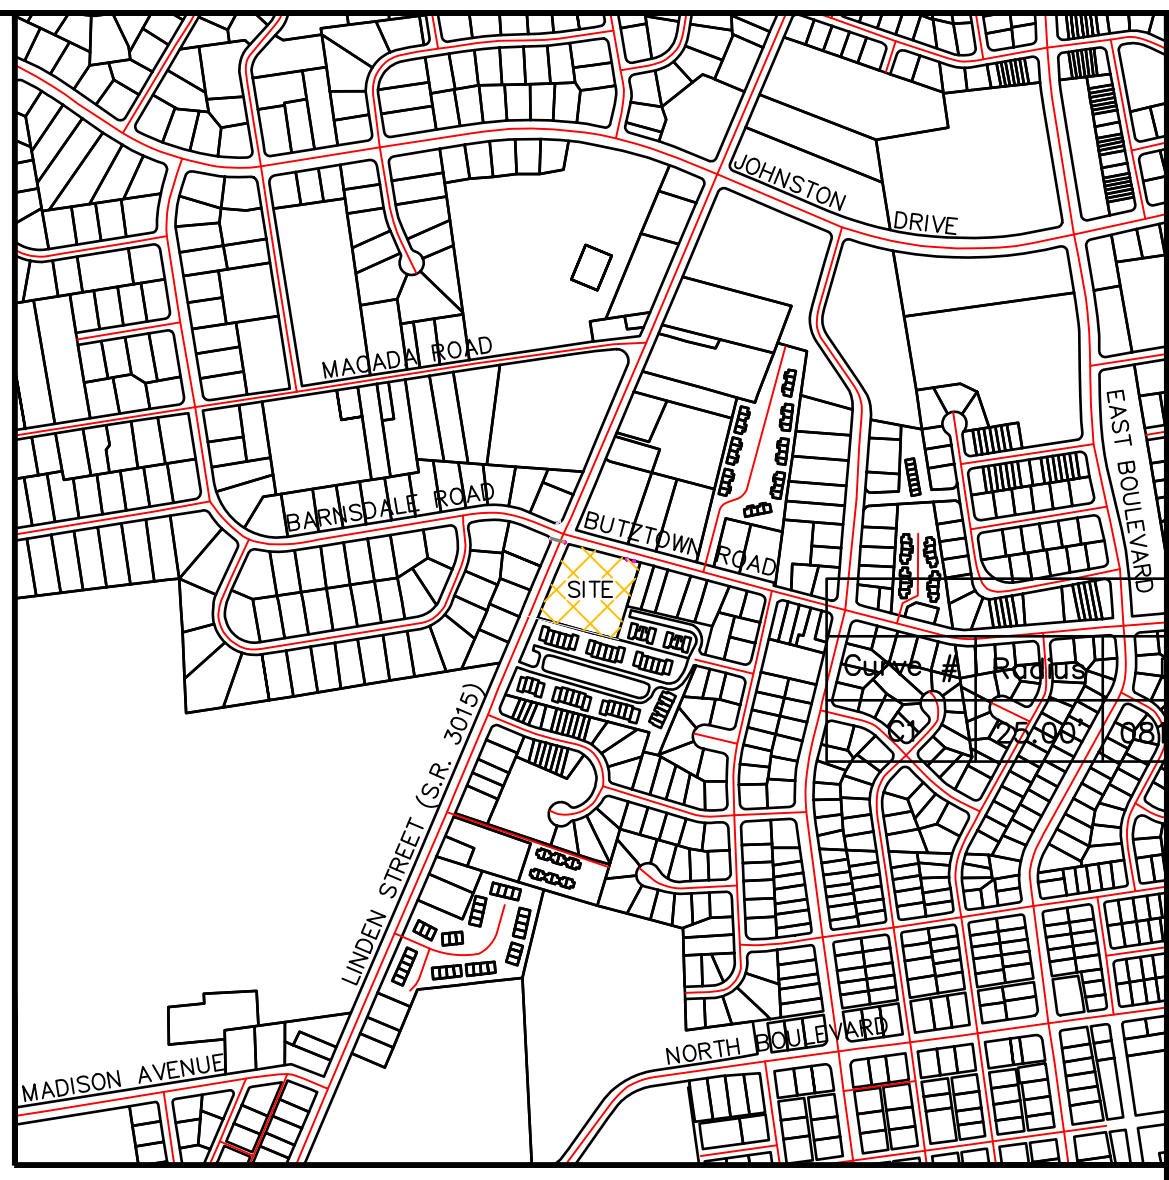 JOHNSTON DRIVE
MACADA ROAD
EAST BOULEVARD
BARNSDALE ROAD
BUTZTOWN ROAD
SITE
Curve # Radius
C1 25.00' 08
LINDEN STREET (S.R. 3015)
NORTH BOULEVARD
MADISON AVENUE